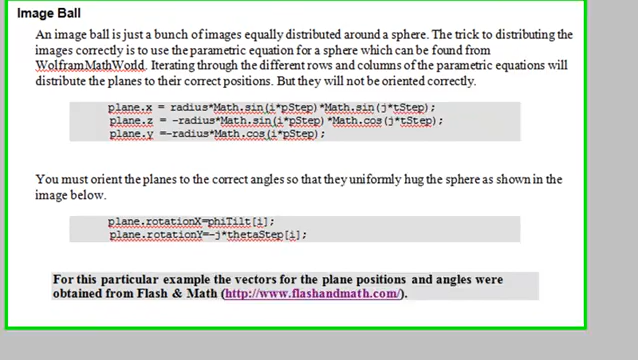 Image Ball
An image ball is just a bunch of images equally distributed around a sphere. The trick to distributing the
images correctly is to use the parametric equation for a sphere which can be found from
WolframMathWorld. Iterating through the different rows and columns of the parametric equations will
distribute the planes to their correct positions. But they will not be oriented correctly.
plane.x = radius*Math.sin(i*pStep)*Math.sin(j*tStep);
plane.z = -radius*Math.sin(i*pStep)*Math.cos(j*tStep);
plane.y =-radius*Math.cos(i*pStep);
You must orient the planes to the correct angles so that they uniformly hug the sphere as shown in the
image below.
plane.rotationX=phiTilt[i];
plane.rotationY=-j*thetaStep[i];
For this particular example the vectors for the plane positions and angles were
obtained from Flash & Math (http://www.flashandmath.com/).